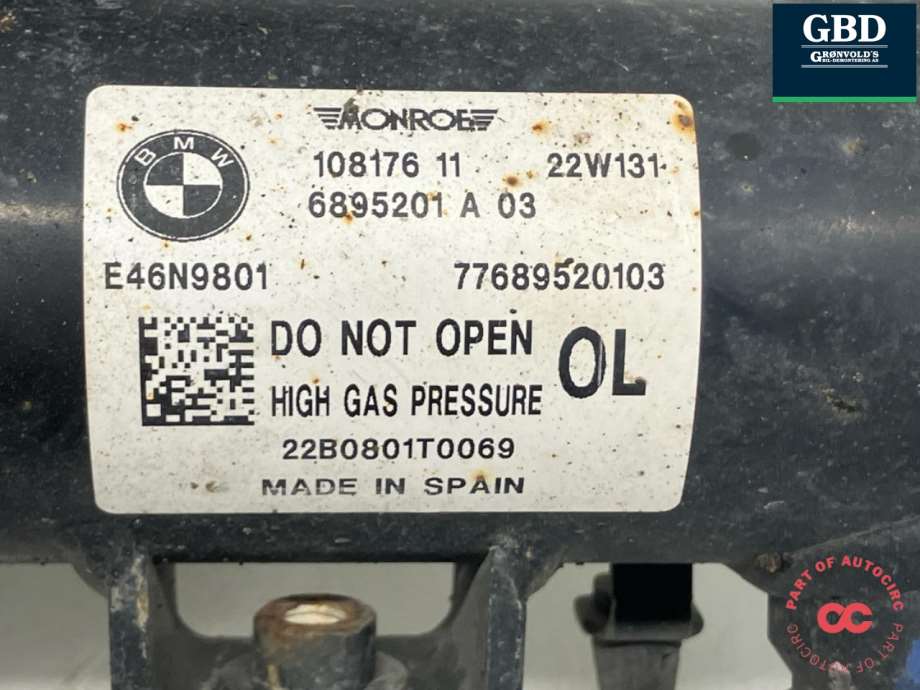 GBD
GRØNVOLD'S
BIL-DEMONTERING AS
MONROE
BMW
108176 11 22W131
6895201 A 03
E46N9801 77689520103
DO NOT OPEN OL
HIGH GAS PRESSURE
22B0801T0069
MADE IN SPAIN
PART OF AUTOCIRC
PART OF AUTOCIRC